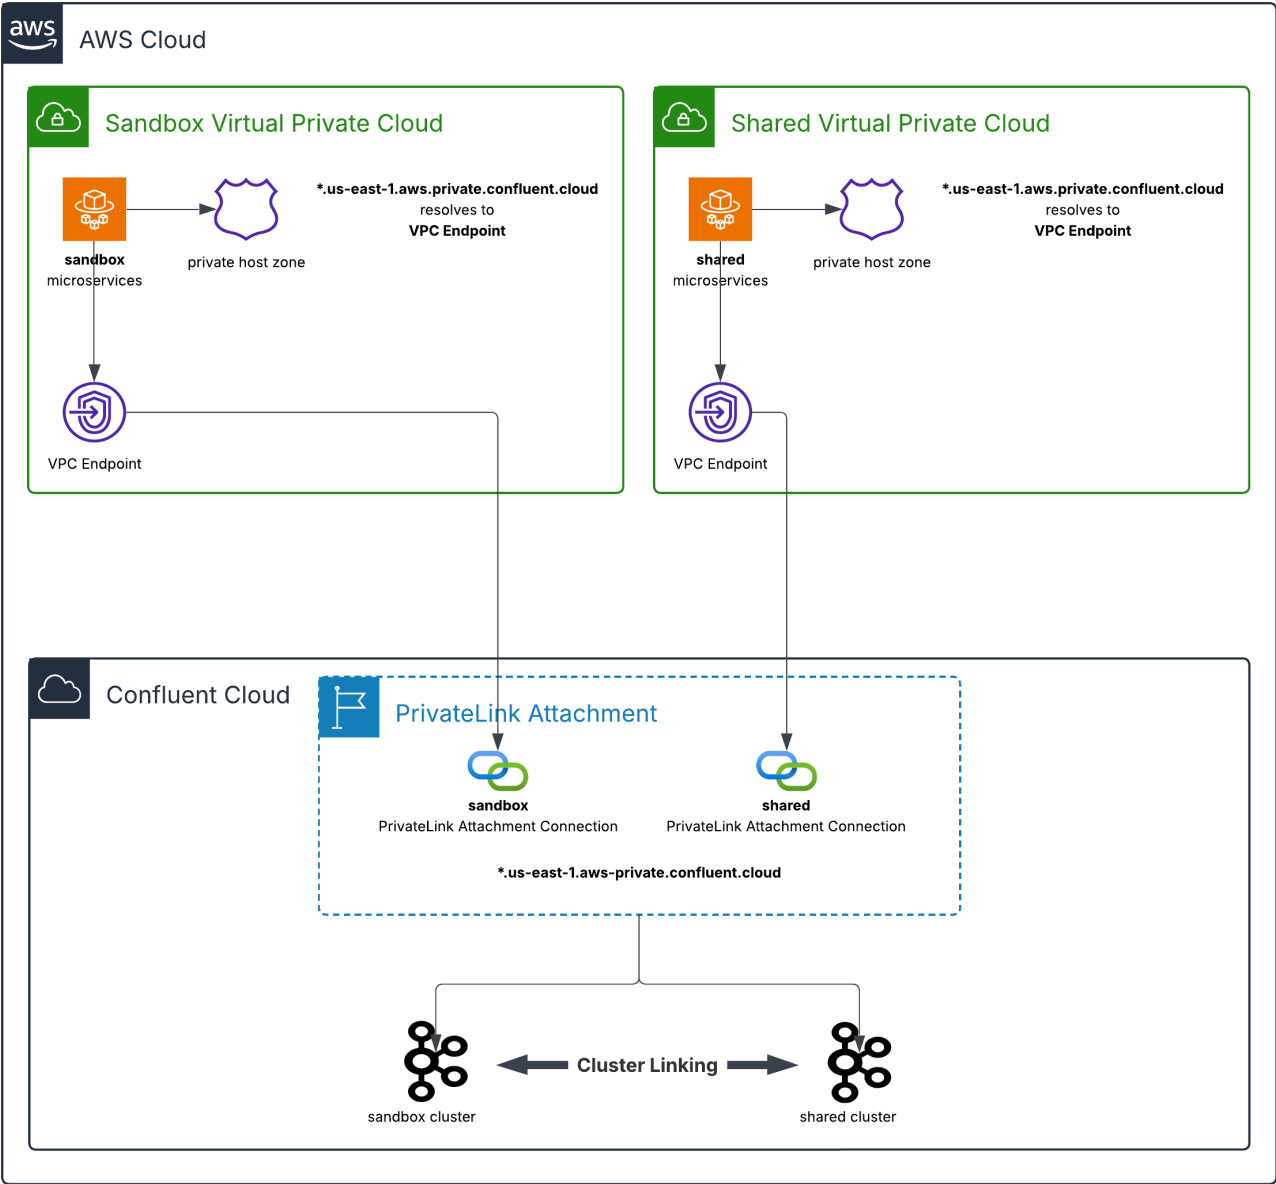 aws
AWS Cloud
Sandbox Virtual Private Cloud
*.us-east-1.aws.private.confluent.cloud
resolves to
VPC Endpoint
sandbox
microservices
private host zone
VPC Endpoint
Shared Virtual Private Cloud
*.us-east-1.aws.private.confluent.cloud
resolves to
VPC Endpoint
shared
microservices
private host zone
VPC Endpoint
Confluent Cloud
PrivateLink Attachment
sandbox
PrivateLink Attachment Connection
shared
PrivateLink Attachment Connection
*.us-east-1.aws-private.confluent.cloud
Cluster Linking
sandbox cluster
shared cluster